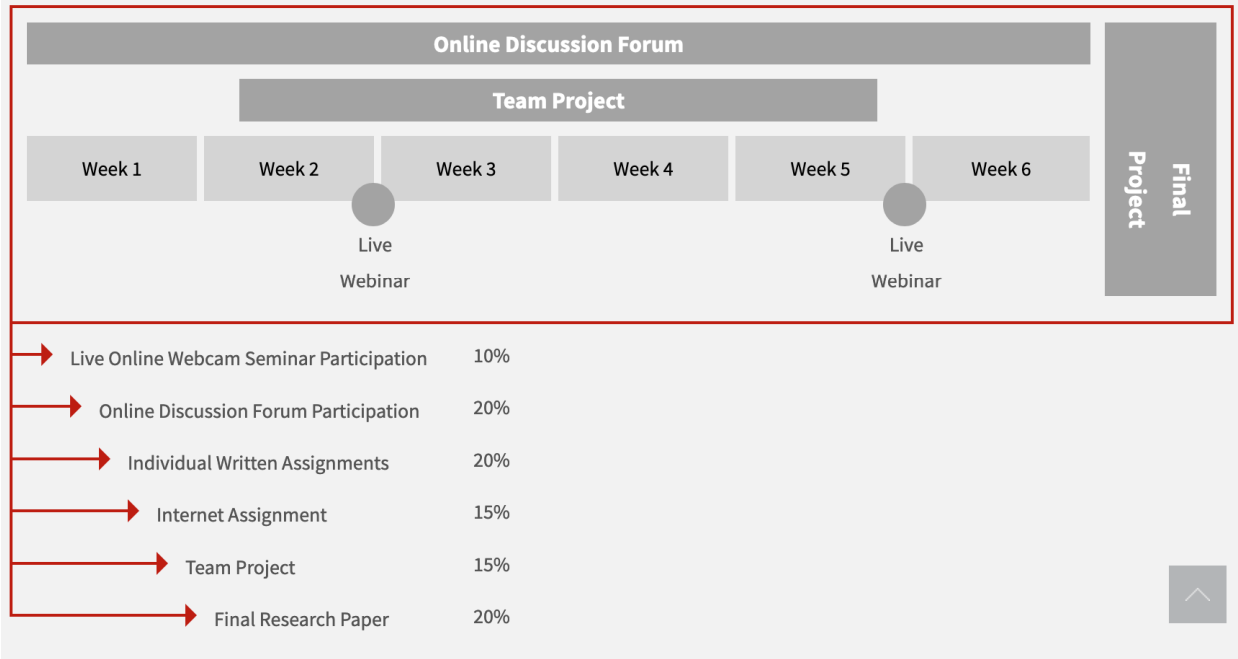 Online Discussion Forum
Team Project
Week 1 Week 2 Week 3 Week 4 Week 5 Week 6
Final
Project
Live
Webinar
Live
Webinar
Live Online Webcam Seminar Participation 10%
Online Discussion Forum Participation 20%
Individual Written Assignments 20%
Internet Assignment 15%
Team Project 15%
Final Research Paper 20%